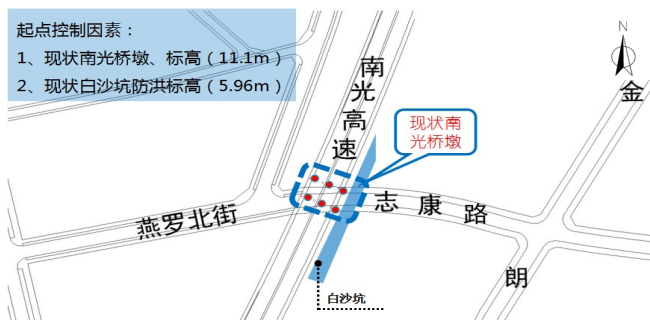 起点控制因素：
1、现状南光桥墩、标高（11.1m）
2、现状白沙坑防洪标高（5.96m）
N
金
南光高速
现状南
光桥墩
志康路
燕罗北街
朗
白沙坑